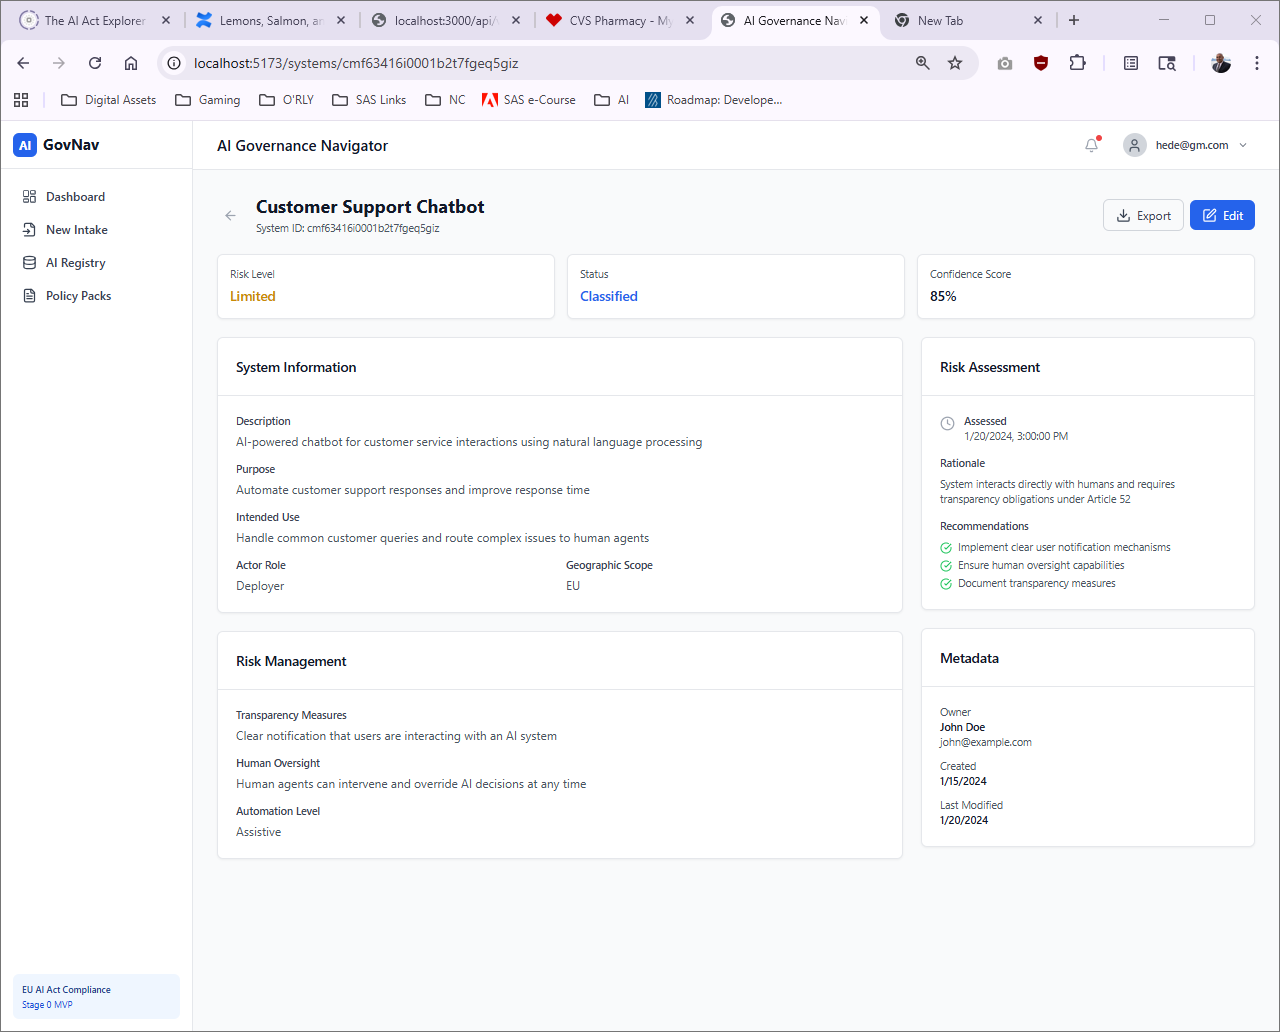 The AI Act Explorer
Lemons, Salmon, an
localhost:3000/api/
CVS Pharmacy - My
AI Governance Navi
New Tab
localhost:5173/systems/cmf63416i0001b2t7fgeq5giz
Digital Assets
Gaming
O'RLY
SAS Links
NC
SAS e-Course
AI
Roadmap: Develope...
AI GovNav
AI Governance Navigator
hede@gm.com
Dashboard
New Intake
AI Registry
Policy Packs
Customer Support Chatbot
System ID: cmf63416i0001b2t7fgeq5giz
Export
Edit
Risk Level
Limited
Status
Classified
Confidence Score
85%
System Information
Description
AI-powered chatbot for customer service interactions using natural language processing
Purpose
Automate customer support responses and improve response time
Intended Use
Handle common customer queries and route complex issues to human agents
Actor Role
Deployer
Geographic Scope
EU
Risk Assessment
Assessed
1/20/2024, 3:00:00 PM
Rationale
System interacts directly with humans and requires
transparency obligations under Article 52
Recommendations
Implement clear user notification mechanisms
Ensure human oversight capabilities
Document transparency measures
Risk Management
Transparency Measures
Clear notification that users are interacting with an AI system
Human Oversight
Human agents can intervene and override AI decisions at any time
Automation Level
Assistive
Metadata
Owner
John Doe
john@example.com
Created
1/15/2024
Last Modified
1/20/2024
EU AI Act Compliance
Stage 0 MVP